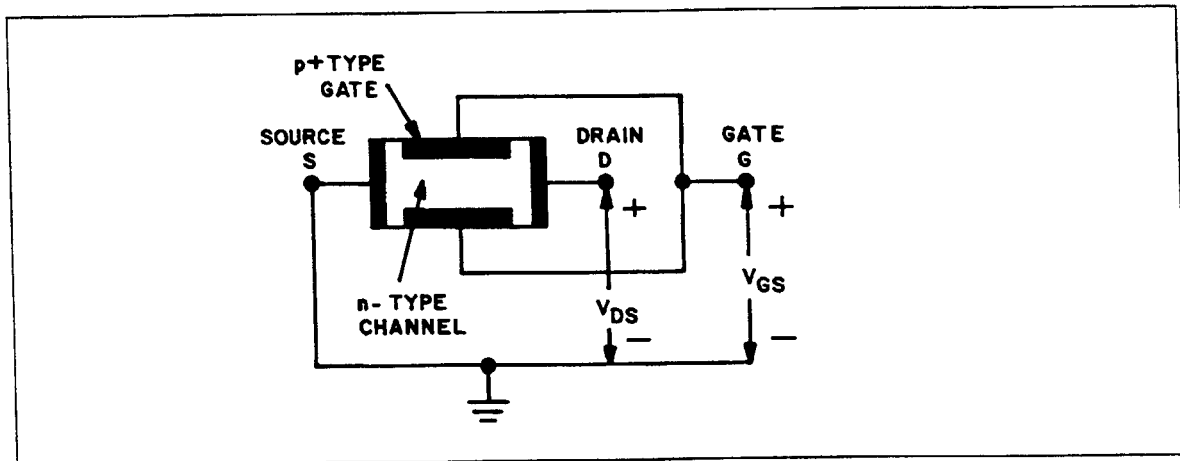 p+TYPE
GATE
SOURCE
S
DRAIN
D
GATE
G
+
+
n- TYPE
CHANNEL
VDS
VGS
—
—